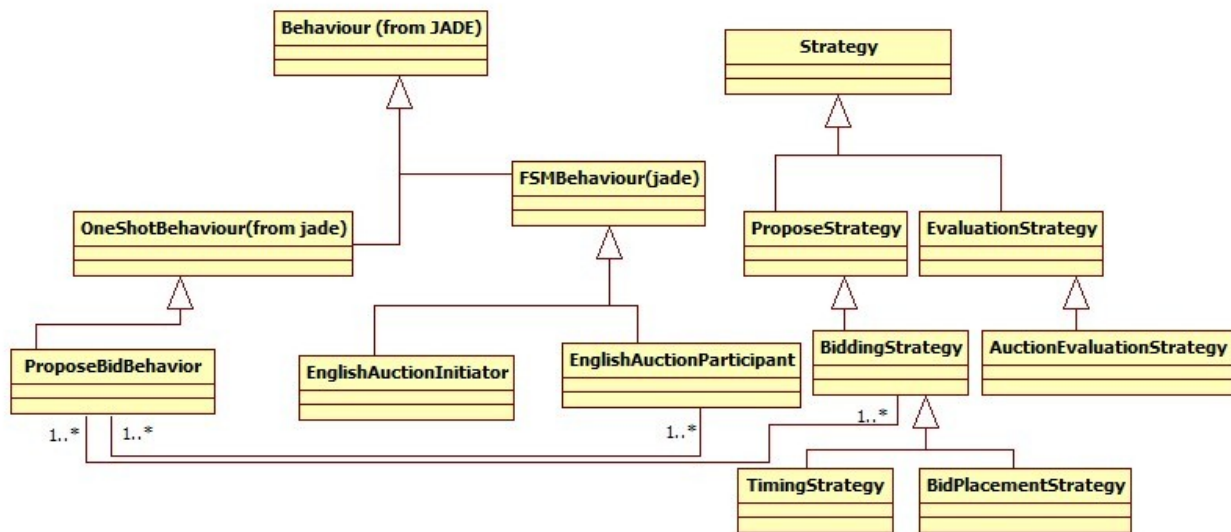 Behaviour (from JADE)
Strategy
FSMBehaviour(jade)
OneShotBehaviour(from jade)
ProposeStrategy
EvaluationStrategy
ProposeBidBehavior
EnglishAuctionInitiator
EnglishAuctionParticipant
BiddingStrategy
AuctionEvaluationStrategy
1..*
1..*
1..*
1..*
TimingStrategy
BidPlacementStrategy